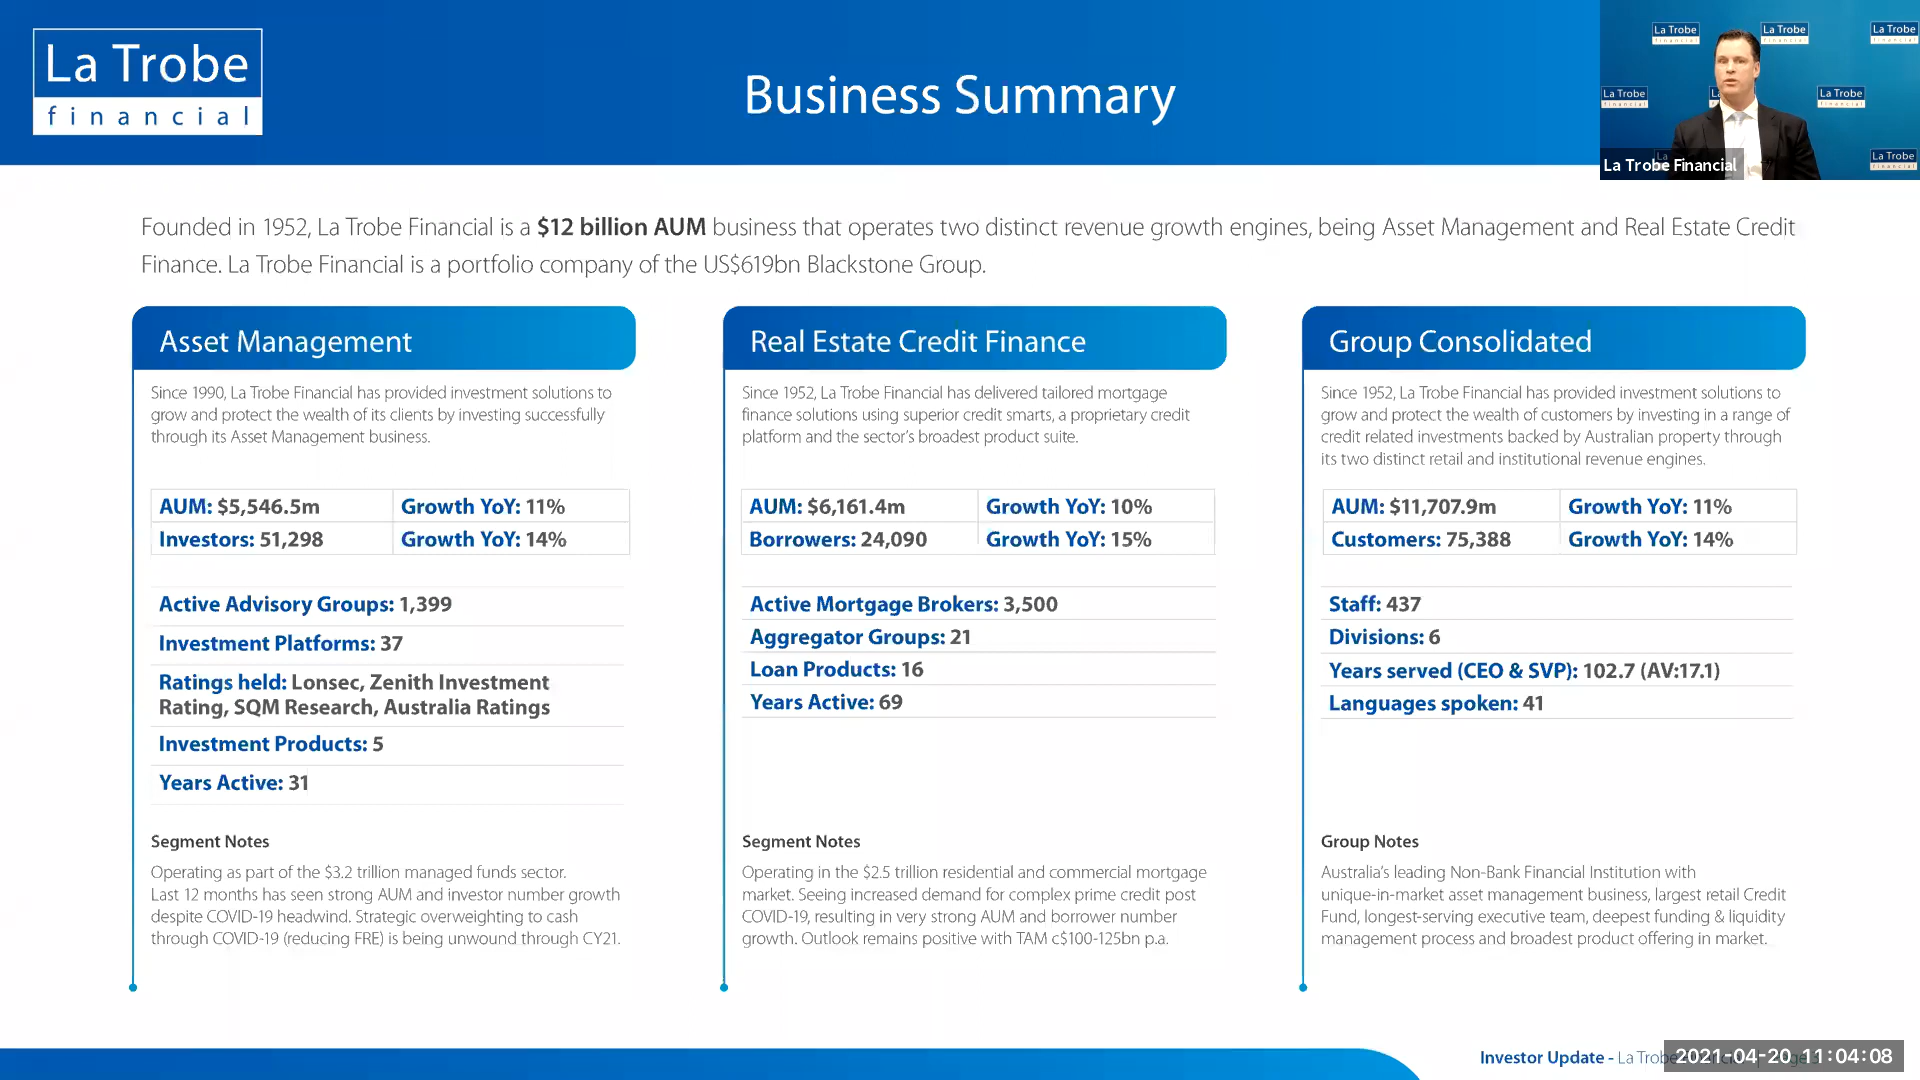 La Trobe
financial
Business Summary
La Trobe
financial
La Trobe
financial
La Trobe
financial
La Trobe
financial
La Trobe
financial
La Trobe
financial
La Trobe Financial
Founded in 1952, La Trobe Financial is a $12 billion AUM business that operates two distinct revenue growth engines, being Asset Management and Real Estate Credit
Finance. La Trobe Financial is a portfolio company of the US$619bn Blackstone Group.
Asset Management
Since 1990, La Trobe Financial has provided investment solutions to
grow and protect the wealth of its clients by investing successfully
through its Asset Management business.
AUM: $5,546.5m Growth YoY: 11%
Investors: 51,298 Growth YoY: 14%
Active Advisory Groups: 1,399
Investment Platforms: 37
Ratings held: Lonsec, Zenith Investment
Rating, SQM Research, Australia Ratings
Investment Products: 5
Years Active: 31
Segment Notes
Operating as part of the $3.2 trillion managed funds sector.
Last 12 months has seen strong AUM and investor number growth
despite COVID-19 headwind. Strategic overweighting to cash
through COVID-19 (reducing FRE) is being unwound through CY21.
Real Estate Credit Finance
Since 1952, La Trobe Financial has delivered tailored mortgage
finance solutions using superior credit smarts, a proprietary credit
platform and the sector's broadest product suite.
AUM: $6,161.4m Growth YoY: 10%
Borrowers: 24,090 Growth YoY: 15%
Active Mortgage Brokers: 3,500
Aggregator Groups: 21
Loan Products: 16
Years Active: 69
Segment Notes
Operating in the $2.5 trillion residential and commercial mortgage
market. Seeing increased demand for complex prime credit post
COVID-19, resulting in very strong AUM and borrower number
growth. Outlook remains positive with TAM c$100-125bn p.a.
Group Consolidated
Since 1952, La Trobe Financial has provided investment solutions to
grow and protect the wealth of customers by investing in a range of
credit related investments backed by Australian property through
its two distinct retail and institutional revenue engines.
AUM: $11,707.9m Growth YoY: 11%
Customers: 75,388 Growth YoY: 14%
Staff: 437
Divisions: 6
Years served (CEO & SVP): 102.7 (AV:17.1)
Languages spoken: 41
Group Notes
Australia's leading Non-Bank Financial Institution with
unique-in-market asset management business, largest retail Credit
Fund, longest-serving executive team, deepest funding & liquidity
management process and broadest product offering in market.
Investor Update - La Trob
2021-04-20 11:04:08